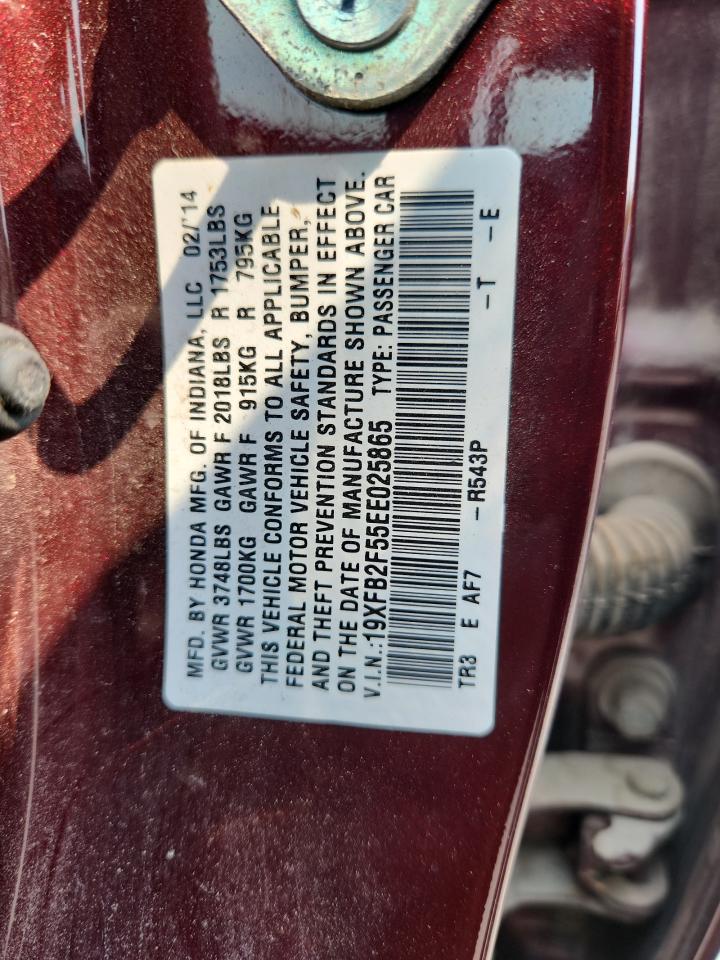 MFD. BY HONDA MFG. OF INDIANA, LLC 02/'14
GVWR 3748LBS GAWR F 2018LBS R 1753LBS
GVWR 1700KG GAWR F 915KG R 795KG
THIS VEHICLE CONFORMS TO ALL APPLICABLE
FEDERAL MOTOR VEHICLE SAFETY, BUMPER,
AND THEFT PREVENTION STANDARDS IN EFFECT
ON THE DATE OF MANUFACTURE SHOWN ABOVE.
V.I.N.:19XFB2F55EE025865 TYPE: PASSENGER CAR
TR3 E AF7 -R543P -T -E